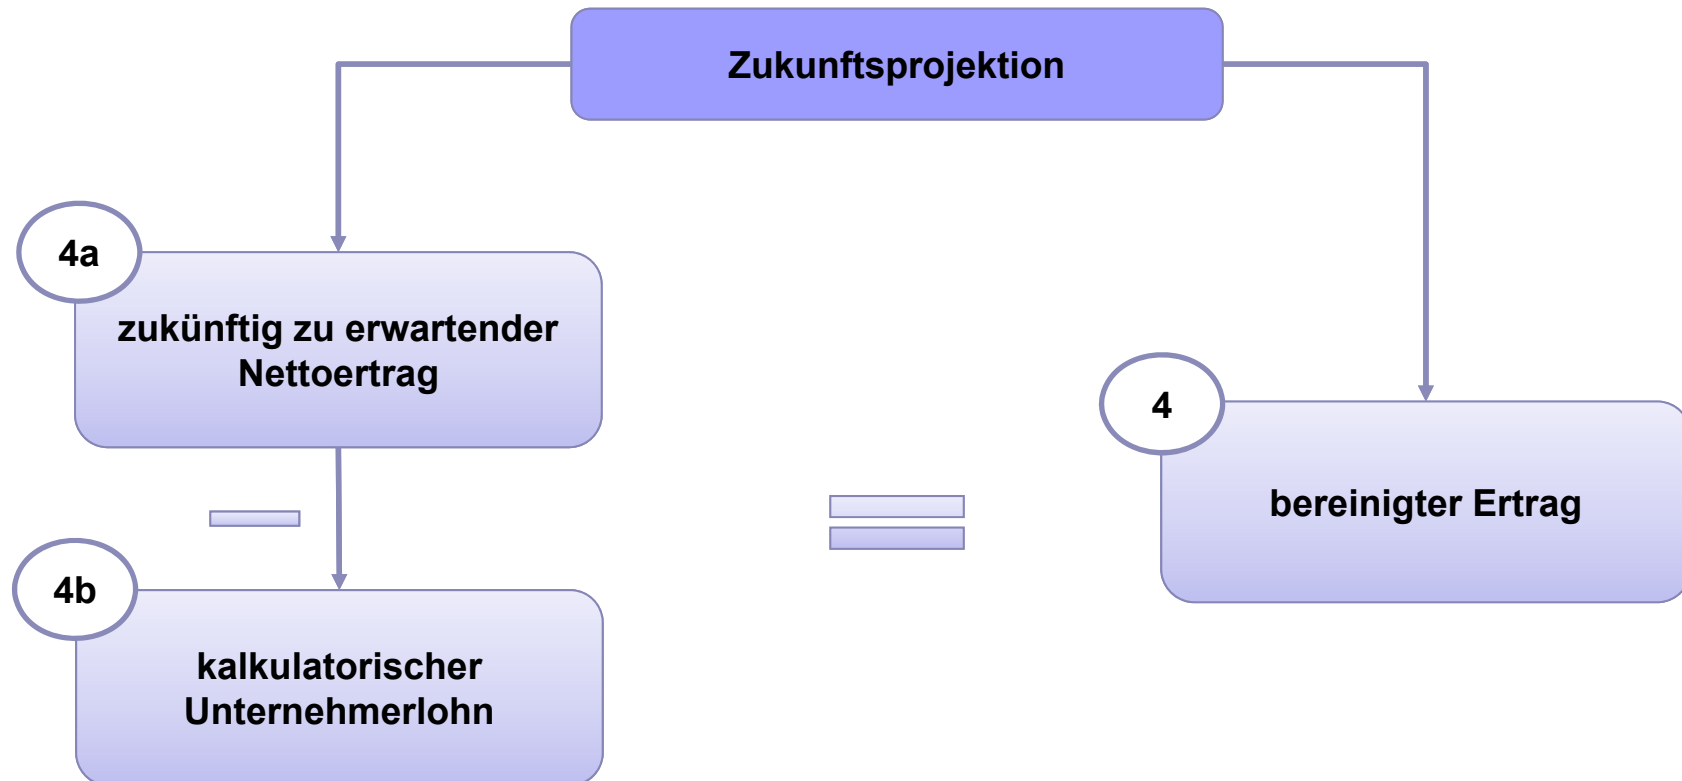 Zukunftsprojektion
4a
zukünftig zu erwartender
Nettoertrag
4
bereinigter Ertrag
4b
kalkulatorischer
Unternehmerlohn